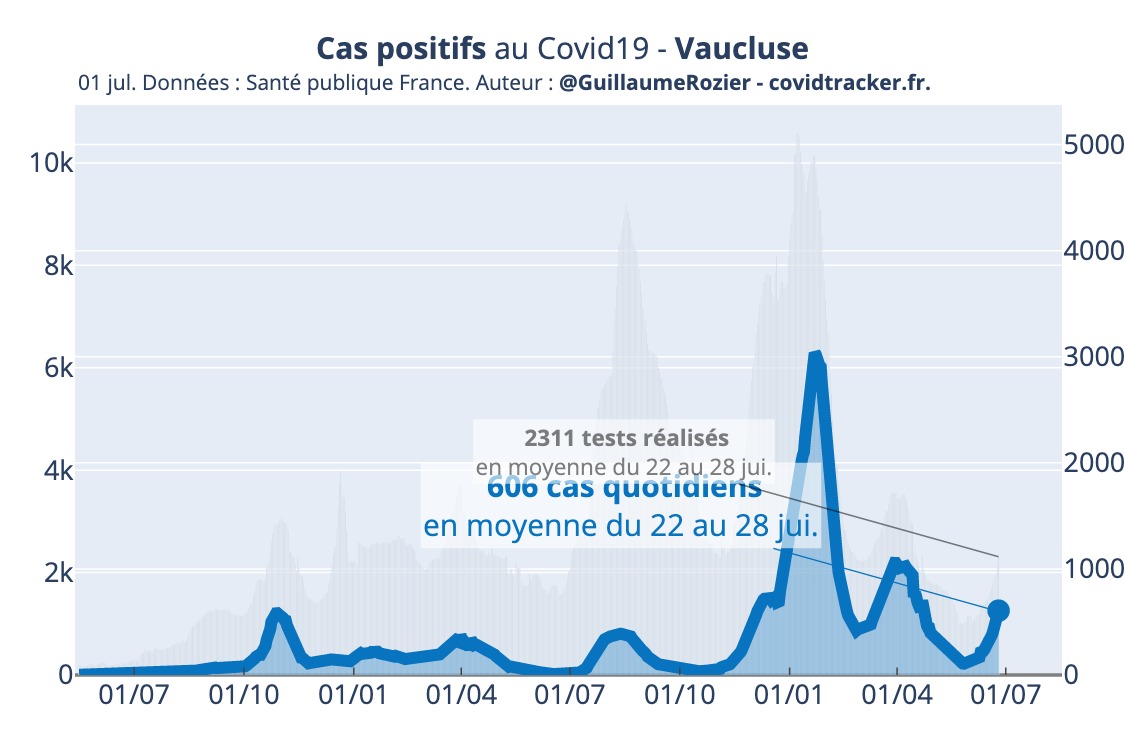 Cas positifs au Covid19 - Vaucluse
01 jul. Données : Santé publique France. Auteur : @GuillaumeRozier - covidtracker.fr.
10k
8k
6k
4k
2k
0
5000
4000
3000
2000
1000
0
2311 tests réalisés
en moyenne du 22 au 28 jui.
606 cas quotidiens
en moyenne du 22 au 28 jui.
01/07 01/10 01/01 01/04 01/07 01/10 01/01 01/04 01/07